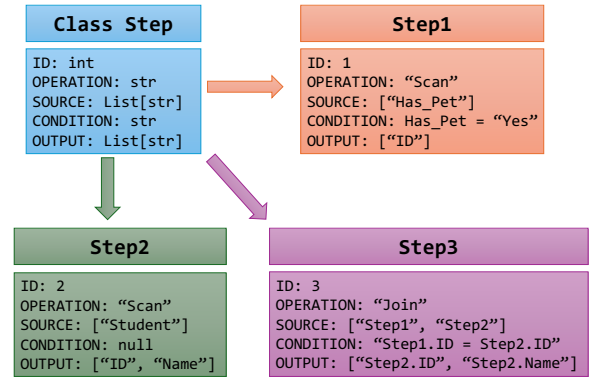 Class Step
ID: int
OPERATION: str
SOURCE: List[str]
CONDITION: str
OUTPUT: List[str]
Step1
ID: 1
OPERATION: “Scan”
SOURCE: [“Has_Pet”]
CONDITION: Has_Pet = “Yes”
OUTPUT: [“ID”]
Step2
ID: 2
OPERATION: “Scan”
SOURCE: [“Student”]
CONDITION: null
OUTPUT: [“ID”, “Name”]
Step3
ID: 3
OPERATION: “Join”
SOURCE: [“Step1”, “Step2”]
CONDITION: “Step1.ID = Step2.ID”
OUTPUT: [“Step2.ID”, “Step2.Name”]